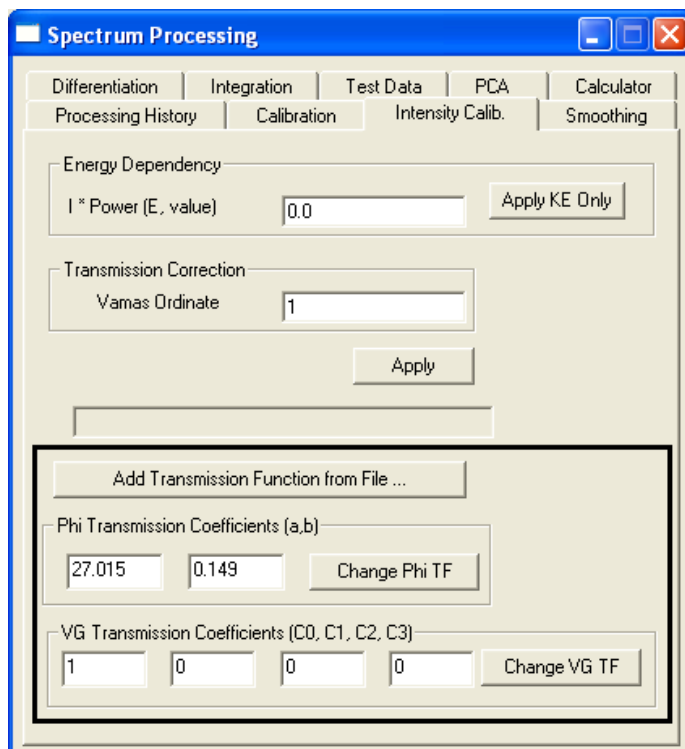 Spectrum Processing
Differentiation Integration Test Data PCA Calculator
Processing History Calibration Intensity Calib. Smoothing
Energy Dependency
I * Power (E, value) 0.0 Apply KE Only
Transmission Correction
Vamas Ordinate 1
Apply
Add Transmission Function from File ...
Phi Transmission Coefficients (a,b)
27.015 0.149 Change Phi TF
VG Transmission Coefficients (C0, C1, C2, C3)
1 0 0 0 Change VG TF